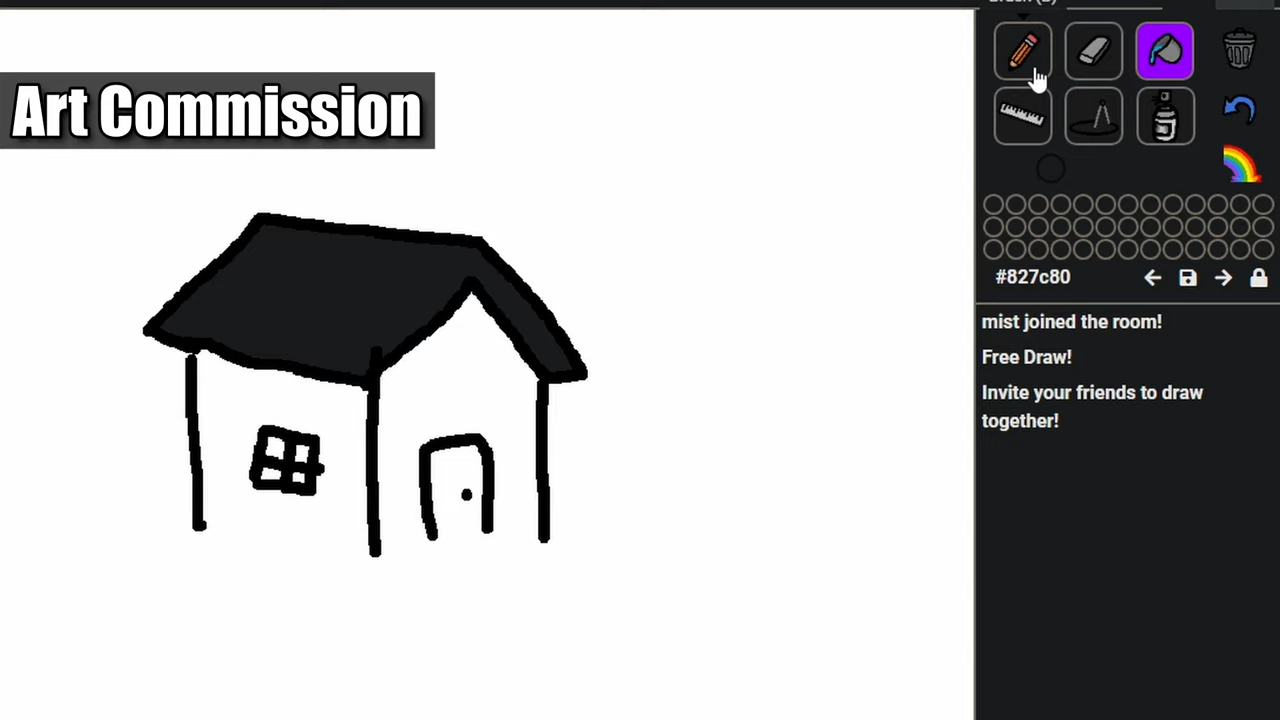 Art Commission
#827c80
mist joined the room!
Free Draw!
Invite your friends to draw
together!